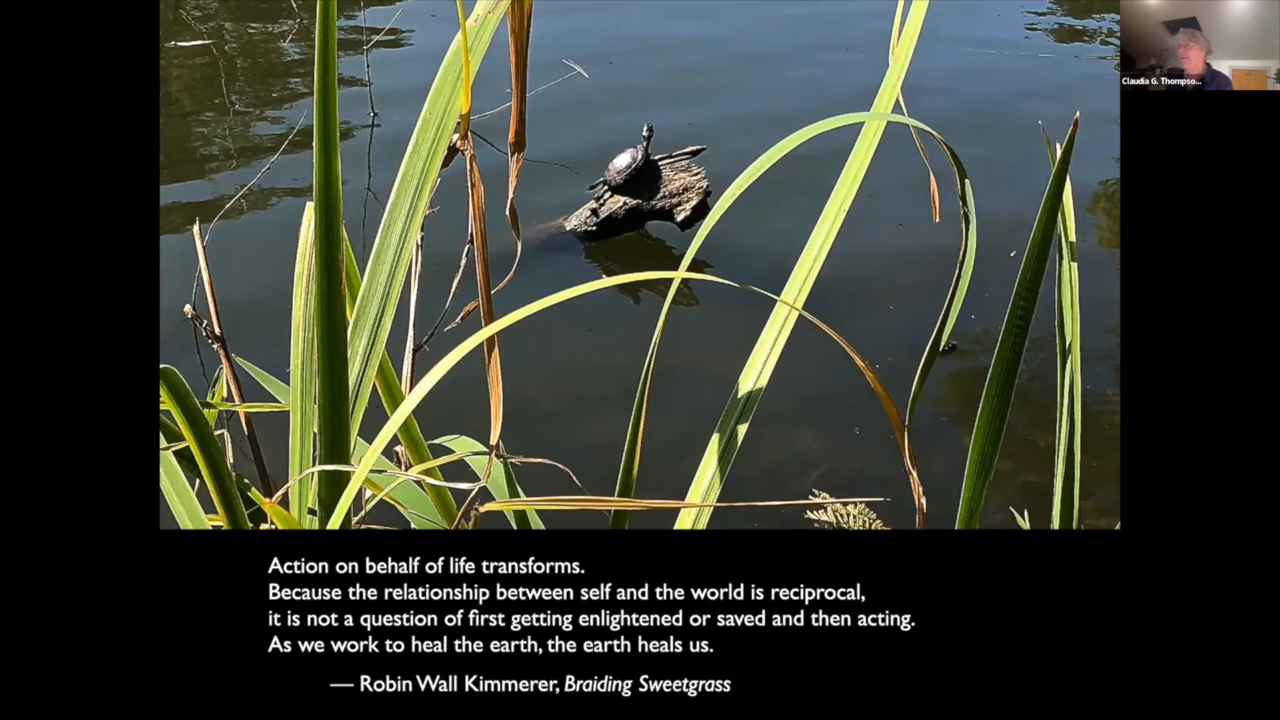 Claudia G. Thompso...
Action on behalf of life transforms.
Because the relationship between self and the world is reciprocal,
it is not a question of first getting enlightened or saved and then acting.
As we work to heal the earth, the earth heals us.
— Robin Wall Kimmerer, Braiding Sweetgrass